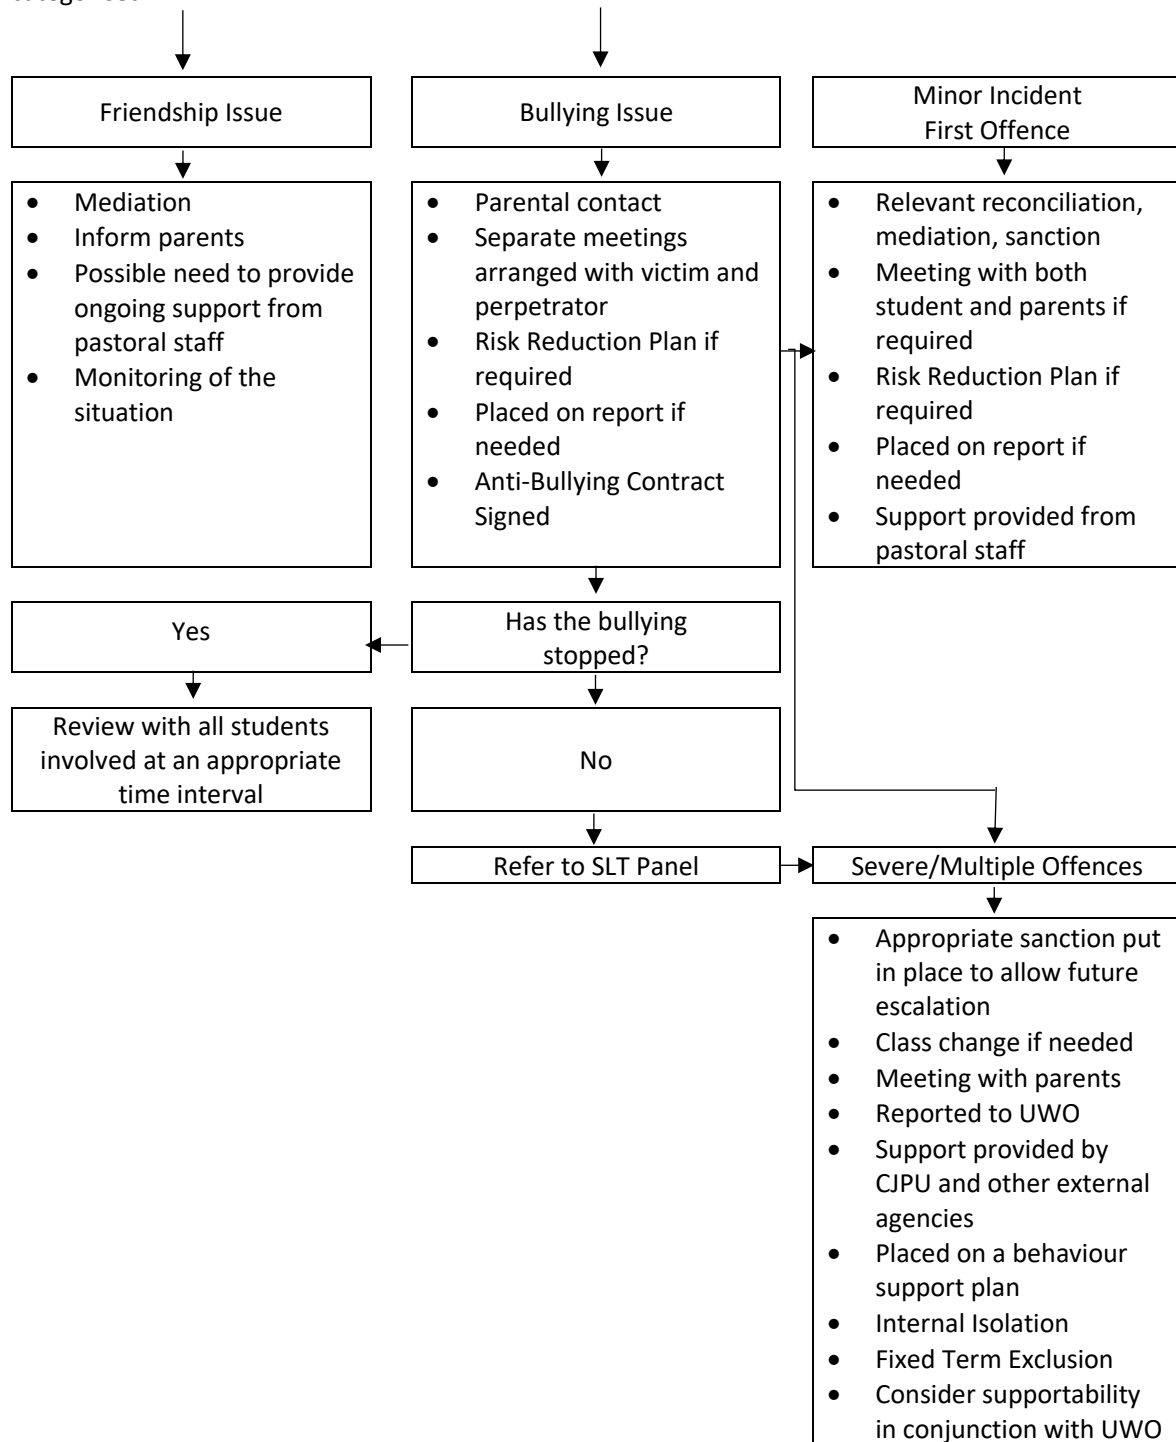 Friendship Issue
Bullying Issue
Minor Incident
First Offence
• Mediation
• Inform parents
• Possible need to provide
ongoing support from
pastoral staff
• Monitoring of the
situation
• Parental contact
• Separate meetings
arranged with victim and
perpetrator
• Risk Reduction Plan if
required
• Placed on report if
needed
• Anti-Bullying Contract
Signed
• Relevant reconciliation,
mediation, sanction
• Meeting with both
student and parents if
required
• Risk Reduction Plan if
required
• Placed on report if
needed
• Support provided from
pastoral staff
Yes
Has the bullying
stopped?
Review with all students
involved at an appropriate
time interval
No
Refer to SLT Panel
Severe/Multiple Offences
• Appropriate sanction put
in place to allow future
escalation
• Class change if needed
• Meeting with parents
• Reported to UWO
• Support provided by
CJPU and other external
agencies
• Placed on a behaviour
support plan
• Internal Isolation
• Fixed Term Exclusion
• Consider supportability
in conjunction with UWO